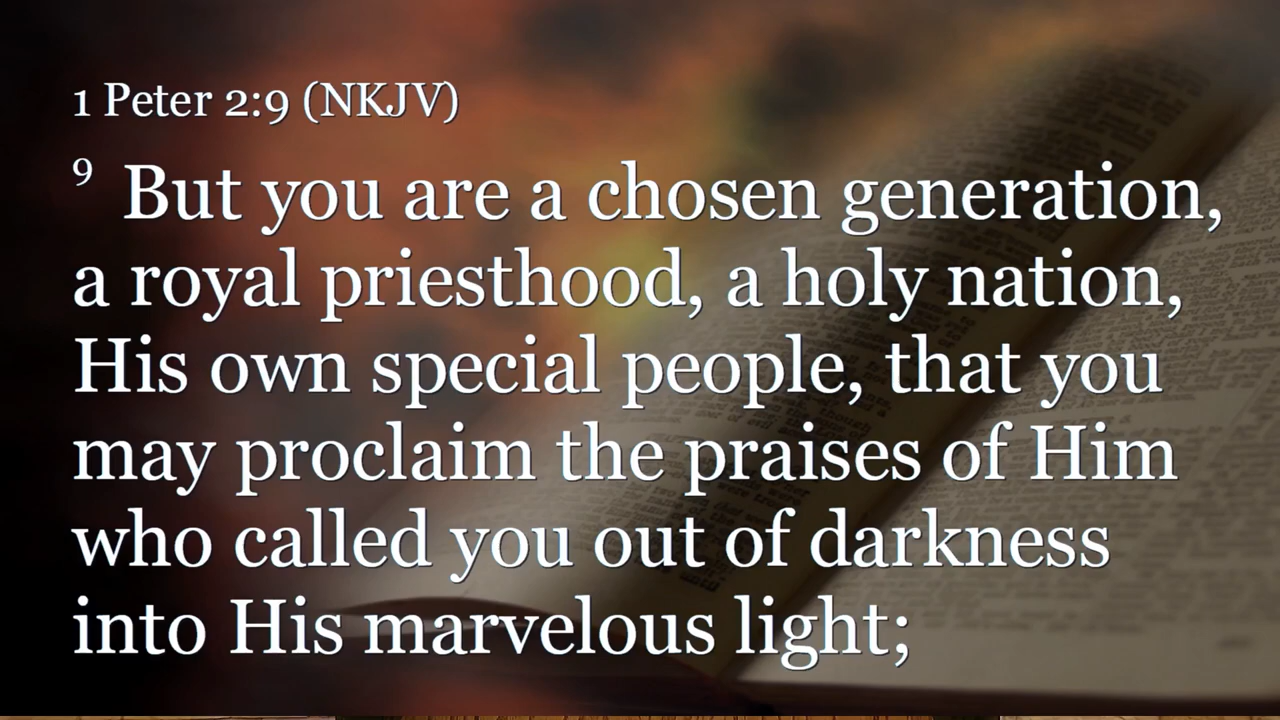 1 Peter 2:9 (NKJV)
9 But you are a chosen generation,
a royal priesthood, a holy nation,
His own special people, that you
may proclaim the praises of Him
who called you out of darkness
into His marvelous light;